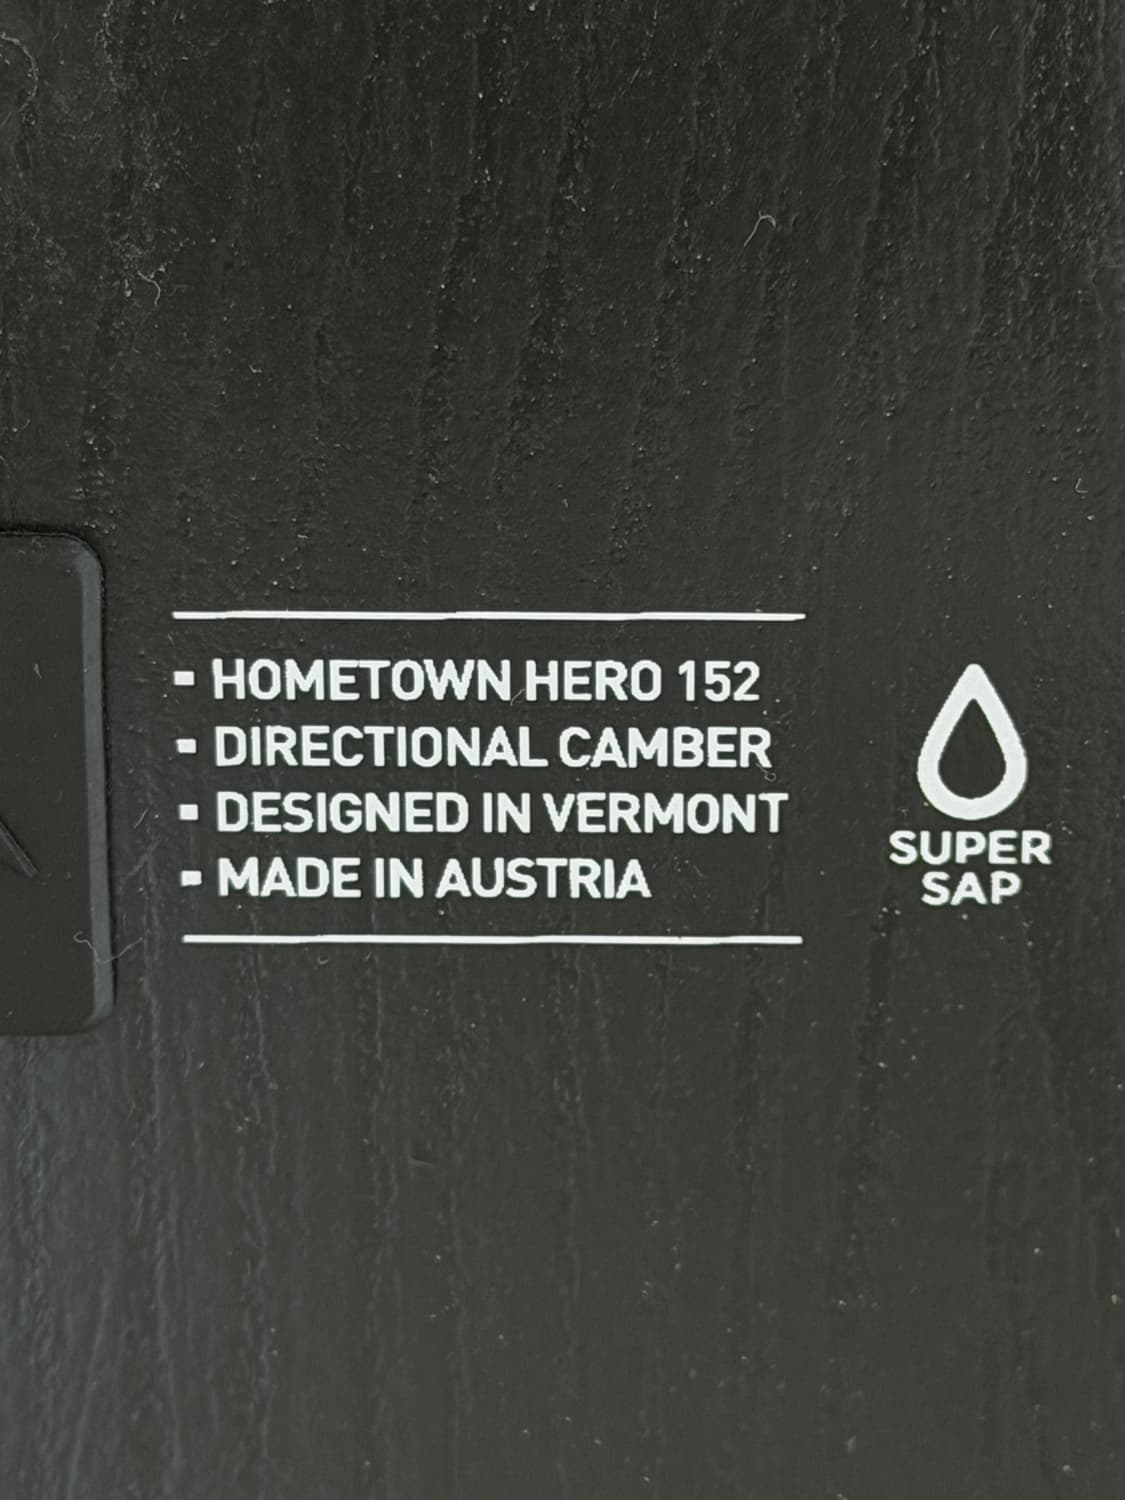 - HOMETOWN HERO 152
- DIRECTIONAL CAMBER
- DESIGNED IN VERMONT
- MADE IN AUSTRIA
SUPER
SAP